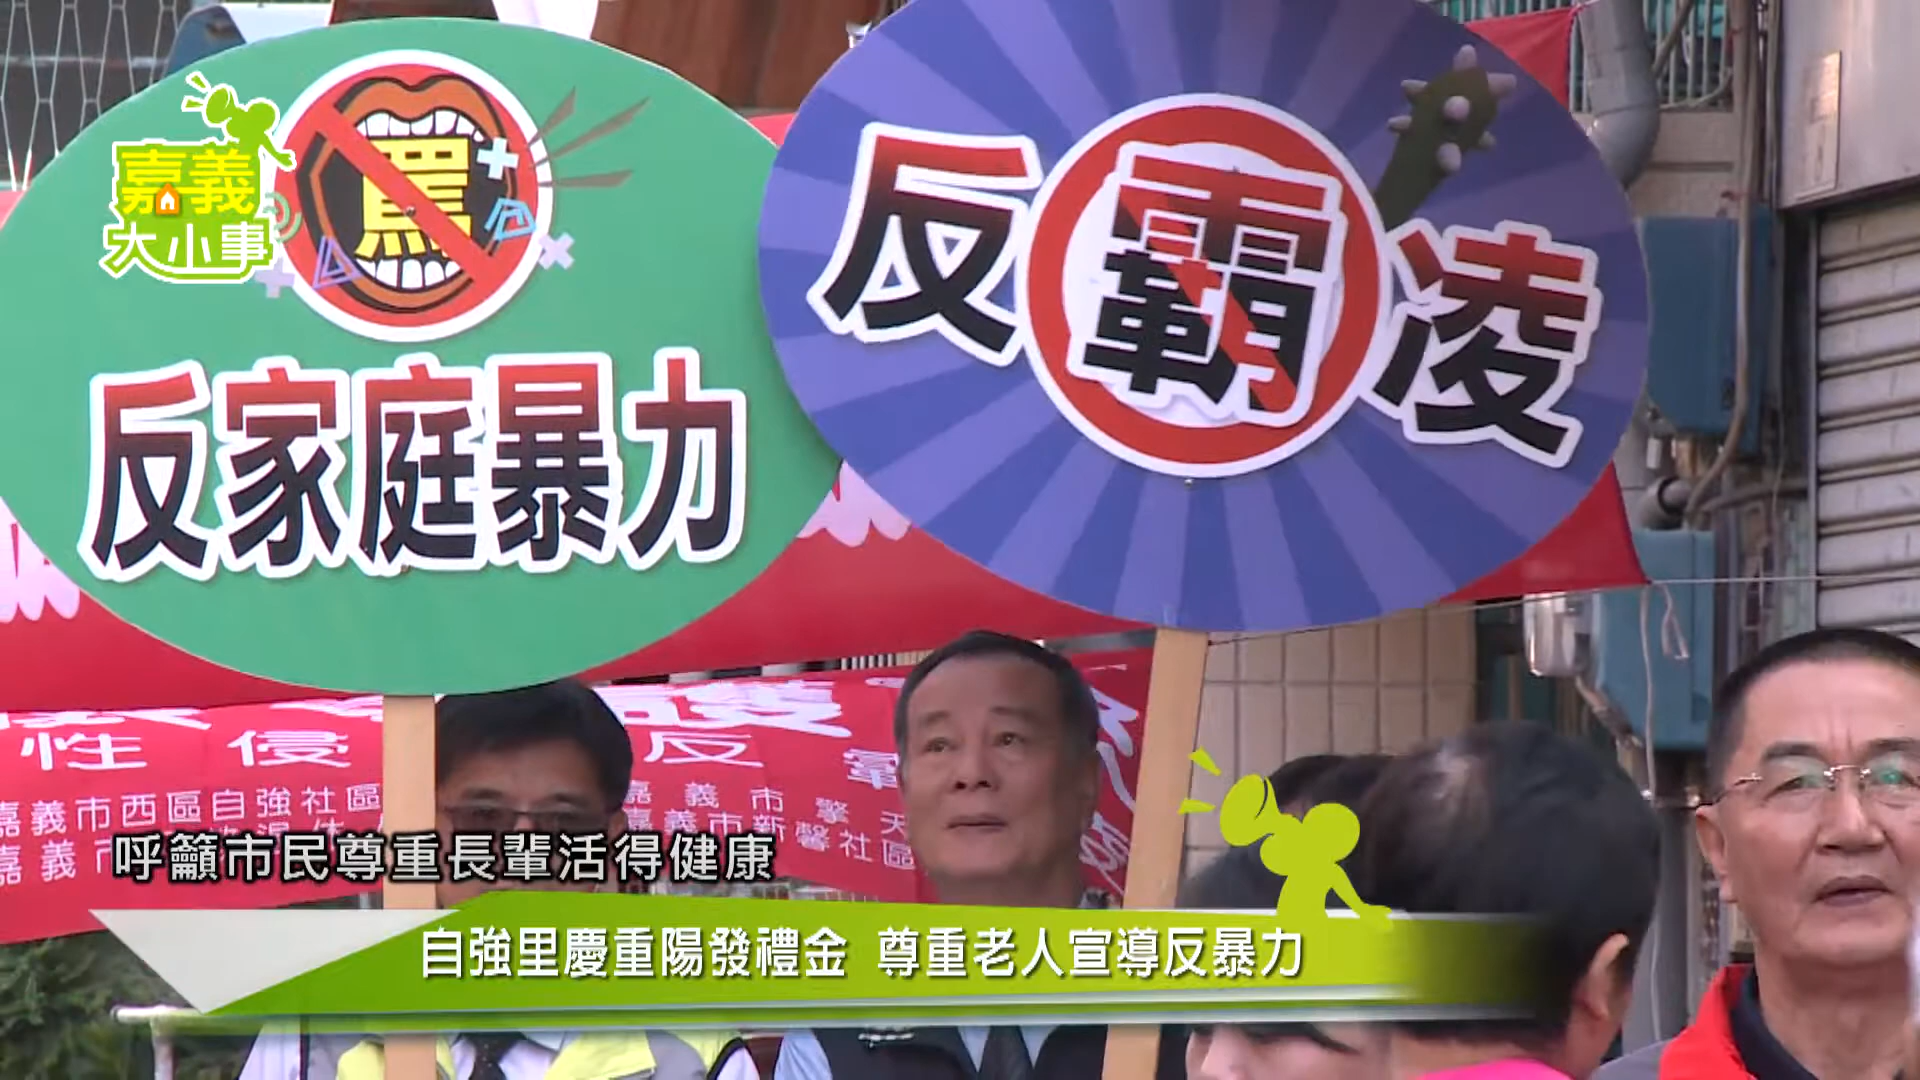 嘉義
大小事
罵
反家庭暴力
反霸凌
性侵
反霸
嘉義市西區自強社區
嘉義市
嘉義市擎天
嘉義市新馨社區
呼籲市民尊重長輩活得健康
自強里慶重陽發禮金 尊重老人宣導反暴力